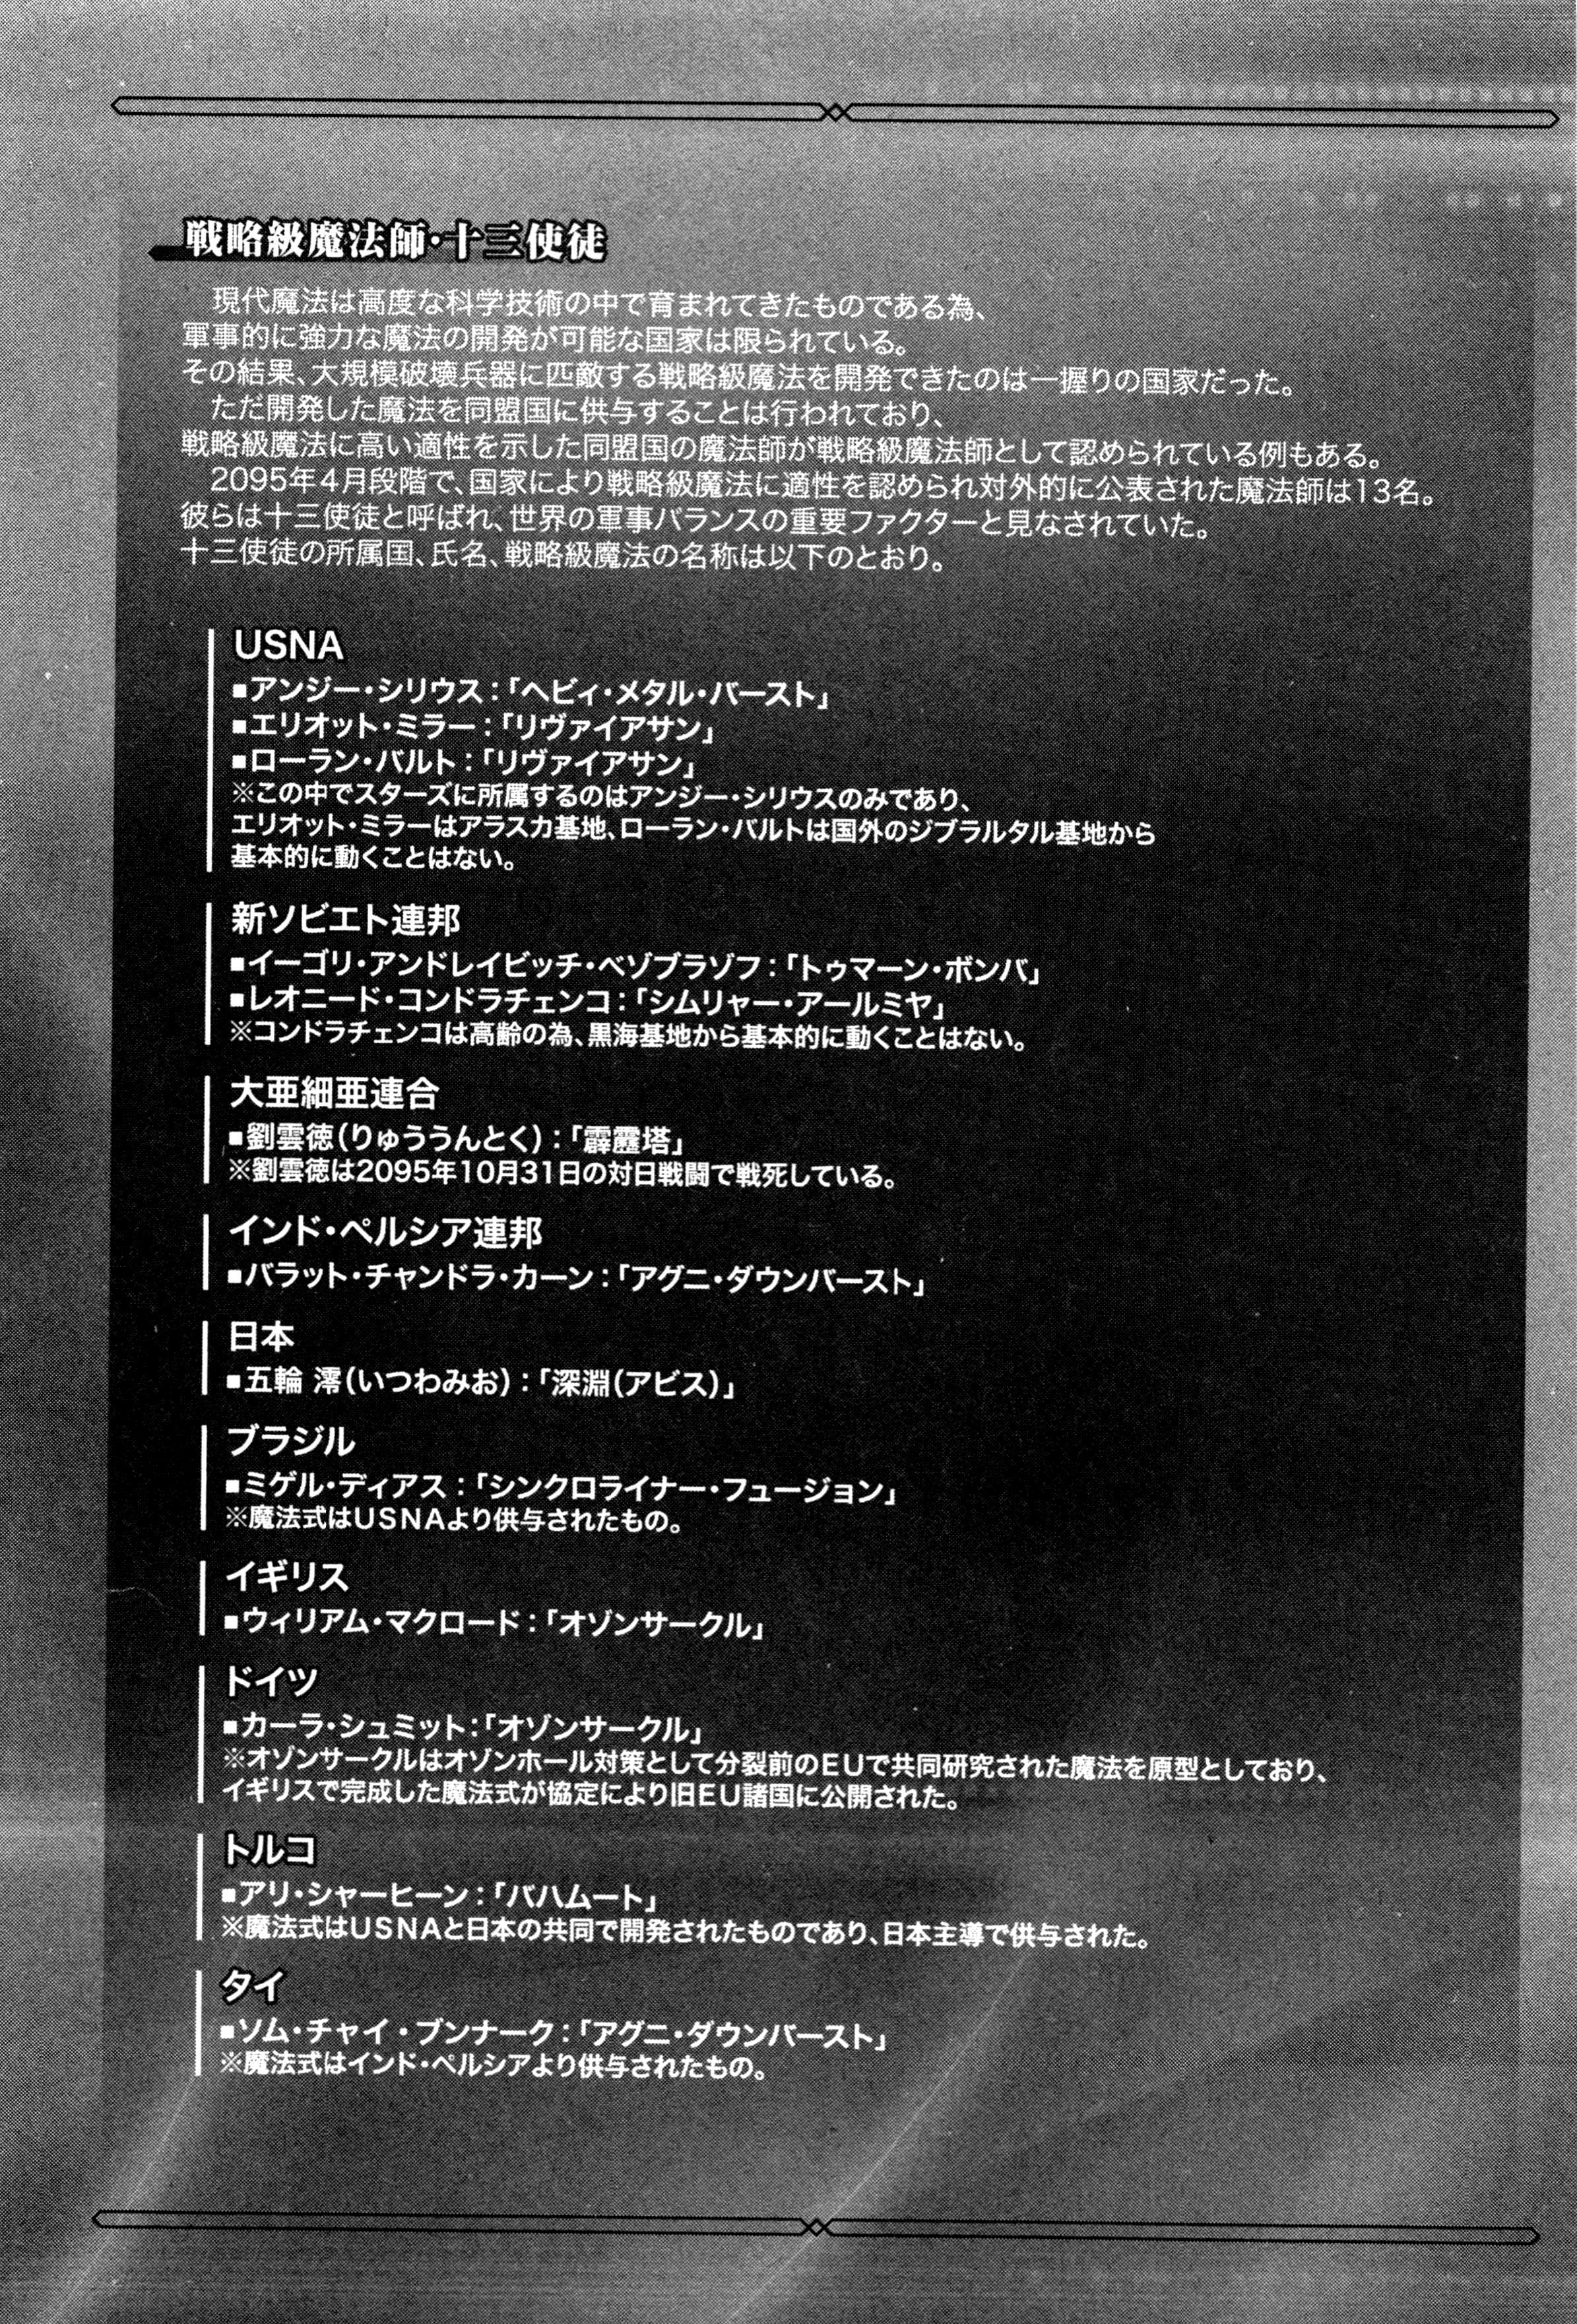 戦略級魔法師・十三使徒
現代魔法は高度な科学技術の中で育まれてきたものである為、
軍事的に強力な魔法の開発が可能な国家は限られている。
その結果、大規模破壊兵器に匹敵する戦略級魔法を開発できたのは一握りの国家だった。
ただ開発した魔法を同盟国に供与することは行われており、
戦略級魔法に高い適性を示した同盟国の魔法師が戦略級魔法師として認められている例もある。
2095年4月段階で、国家により戦略級魔法に適性を認められ対外的に公表された魔法師は13名。
彼らは十三使徒と呼ばれ、世界の軍事バランスの重要ファクターと見なされていた。
十三使徒の所属国、氏名、戦略級魔法の名称は以下のとおり。
USNA
■アンジー・シリウス：「ヘビィ・メタル・バースト」
■エリオット・ミラー：「リヴァイアサン」
■ローラン・バルト：「リヴァイアサン」
※この中でスターズに所属するのはアンジー・シリウスのみであり、
エリオット・ミラーはアラスカ基地、ローラン・バルトは国外のジブラルタル基地から
基本的に動くことはない。
新ソビエト連邦
■イーゴリ・アンドレイビッチ・ベゾブラゾフ：「トゥマーン・ボンバ」
■レオニード・コンドラチェンコ：「シムリャー・アールミヤ」
※コンドラチェンコは高齢の為、黒海基地から基本的に動くことはない。
大亜細亜連合
■劉雲徳（りゅううんとく）：「霹靂塔」
※劉雲徳は2095年10月31日の対日戦闘で戦死している。
インド・ペルシア連邦
■バラット・チャンドラ・カーン：「アグニ・ダウンバースト」
日本
■五輪 澪（いつわみお）：「深淵（アビス）」
ブラジル
■ミゲル・ディアス：「シンクロライナー・フュージョン」
※魔法式はUSNAより供与されたもの。
イギリス
■ウィリアム・マクロード：「オゾンサークル」
ドイツ
■カーラ・シュミット：「オゾンサークル」
※オゾンサークルはオゾンホール対策として分裂前のEUで共同研究された魔法を原型としており、
イギリスで完成した魔法式が協定により旧EU諸国に公開された。
トルコ
■アリ・シャーヒーン：「バハムート」
※魔法式はUSNAと日本の共同で開発されたものであり、日本主導で供与された。
タイ
■ソム・チャイ・ブンナーク：「アグニ・ダウンバースト」
※魔法式はインド・ペルシアより供与されたもの。